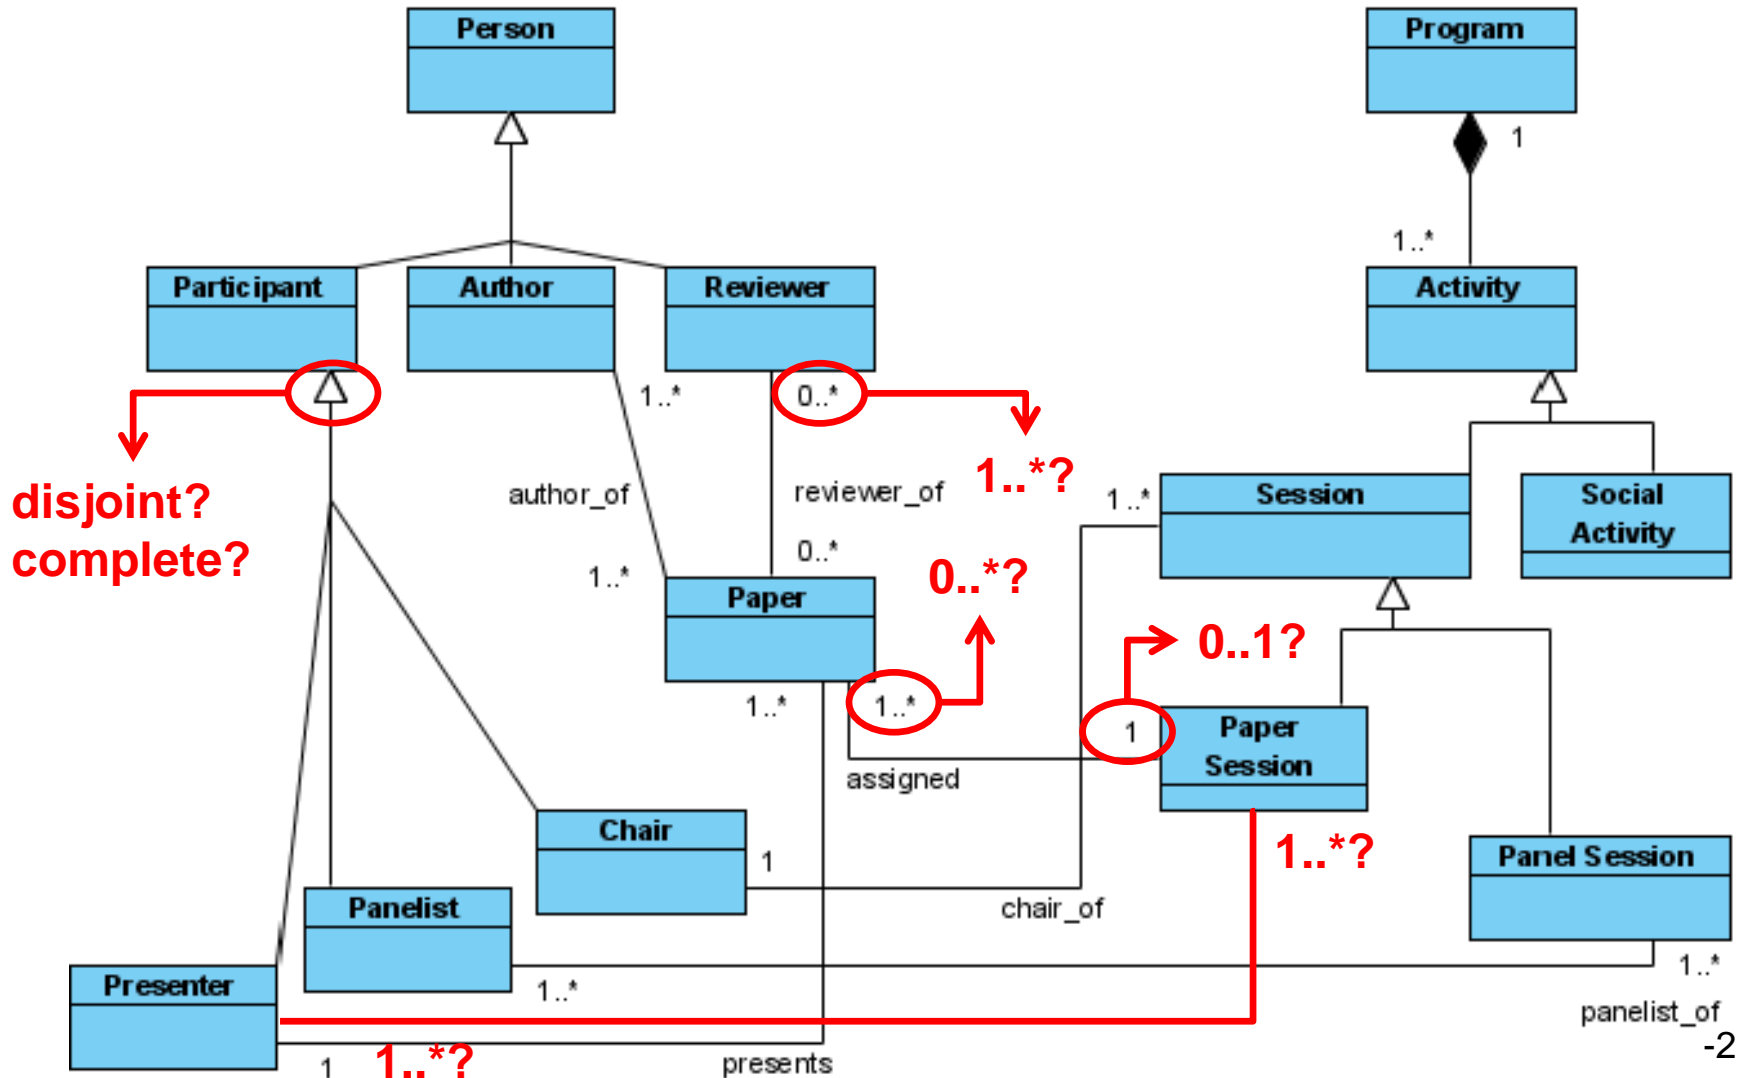 Person
Program
1
1..*
Participant
Author
Reviewer
Activity
1..*
0..*
disjoint?
complete?
author_of
reviewer_of
1..*?
1..*
Session
Social
Activity
1..*
0..*
0..*?
Paper
0..1?
1..*
1..*
1
Paper
Session
assigned
Chair
1
1..*?
Panel Session
Panelist
chair_of
1..*
1..*
Presenter
panelist_of
-2
1
1..*?
presents